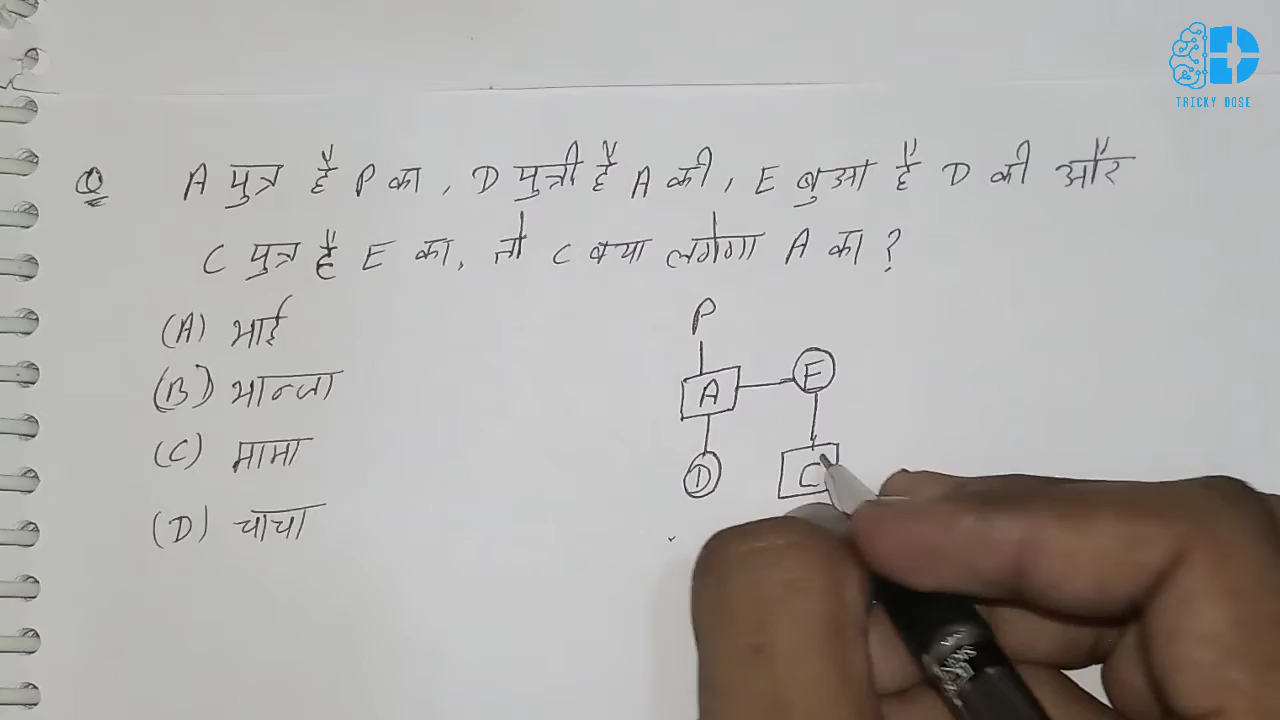 TRICKY DOSE
Q A पुत्र है P का, D पुत्री है A की, E बुआ है D की और
C पुत्र है E का, तो C क्या लगेगा A का?
(A) भाई
(B) भान्जा
(C) मामा
(D) चाचा
P
A E
D C